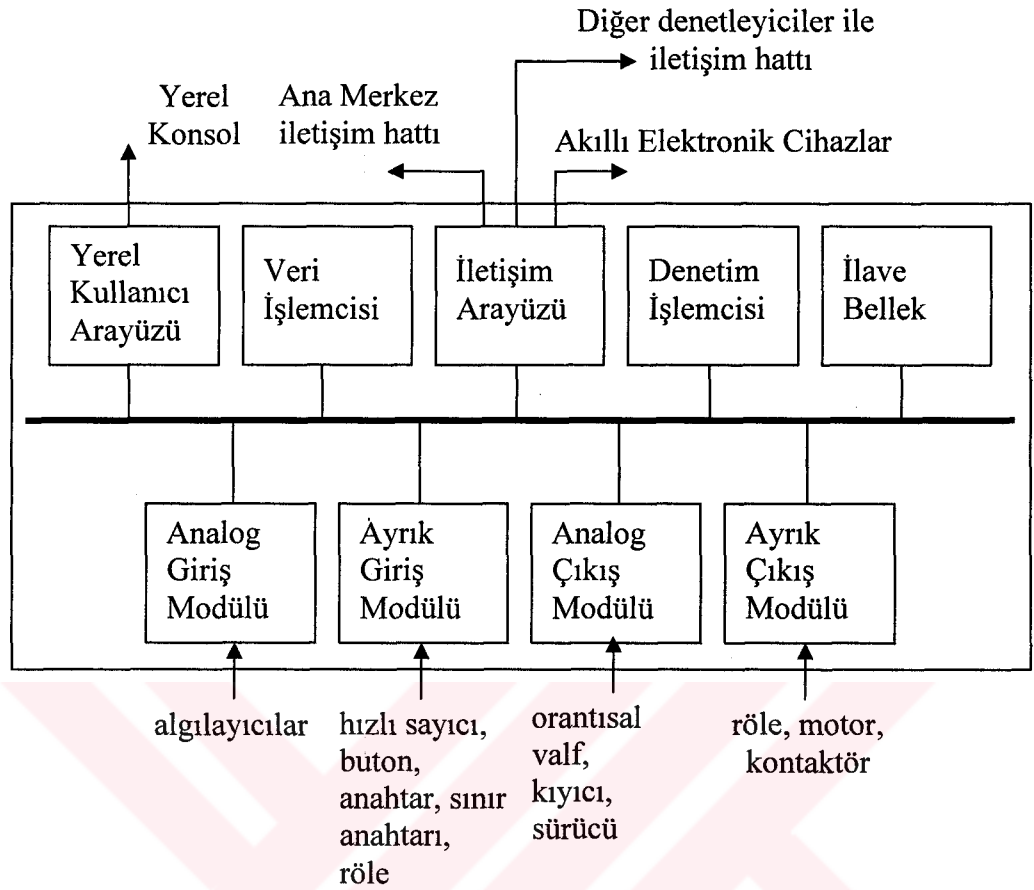 Diğer denetleyiciler ile
iletişim hattı
Yerel
Konsol
Ana Merkez
iletişim hattı
Akıllı Elektronik Cihazlar
Yerel
Kullanıcı
Arayüzü
Veri
İşlemcisi
İletişim
Arayüzü
Denetim
İşlemcisi
İlave
Bellek
Analog
Giriş
Modülü
Ayrık
Giriş
Modülü
Analog
Çıkış
Modülü
Ayrık
Çıkış
Modülü
algılayıcılar
hızlı sayıcı,
buton,
anahtar, sınır
anahtarı,
röle
orantısal
valf,
kıyıcı,
sürücü
röle, motor,
kontaktör